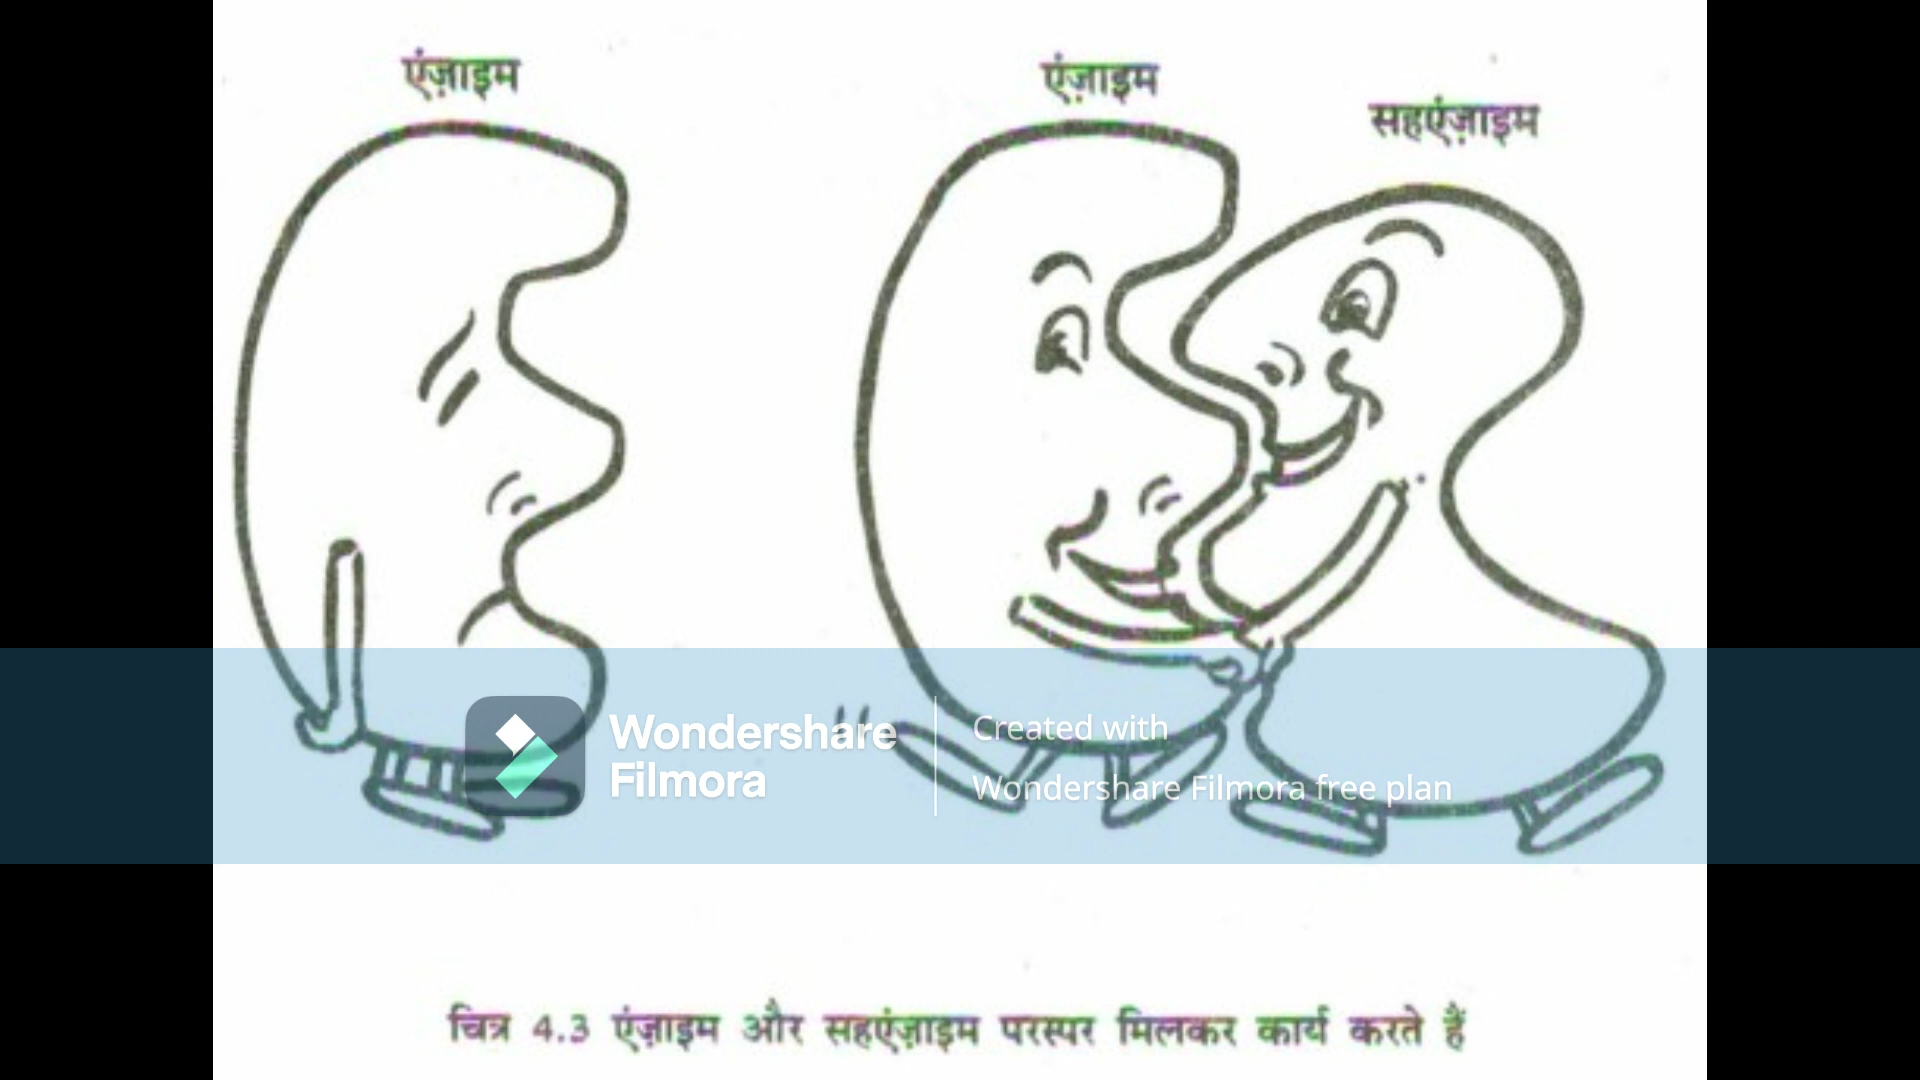 एंज़ाइम
एंज़ाइम
सहएंज़ाइम
Wondershare
Filmora
Created with
Wondershare Filmora free plan
चित्र 4.3 एंज़ाइम और सहएंज़ाइम परस्पर मिलकर कार्य करते हैं